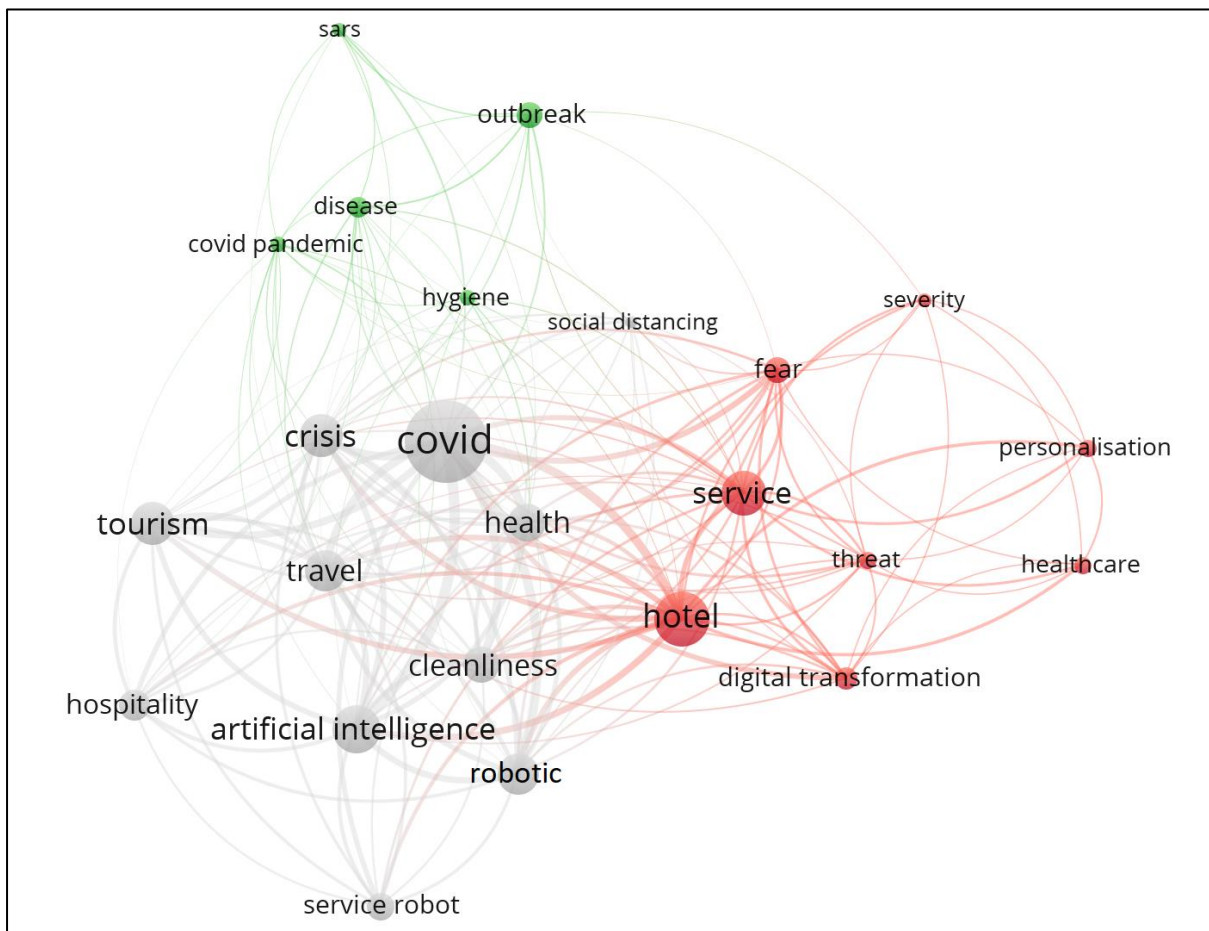 sars
outbreak
disease
covid pandemic
hygiene
severity
social distancing
fear
crisis
covid
personalisation
service
tourism
health
threat
healthcare
travel
hotel
cleanliness
digital transformation
hospitality
artificial intelligence
robotic
service robot